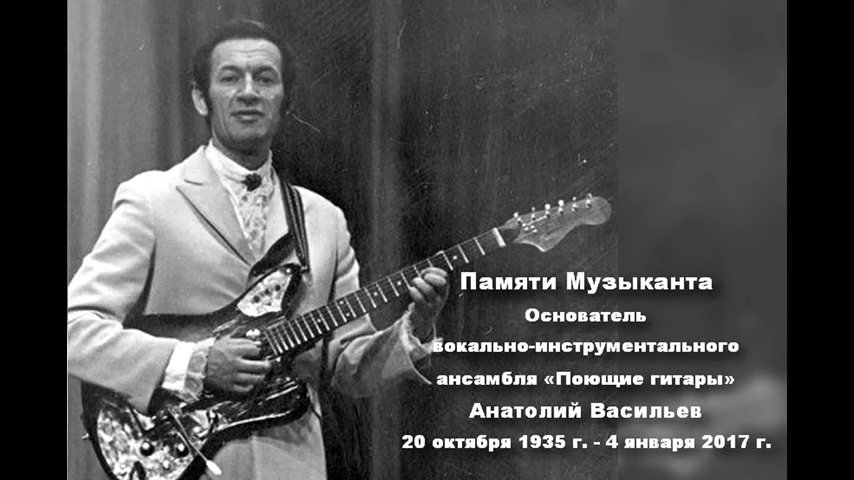 Памяти Музыканта
Основатель
вокально-инструментального
ансамбля «Поющие гитары»
Анатолий Васильев
20 октября 1935 г. - 4 января 2017 г.